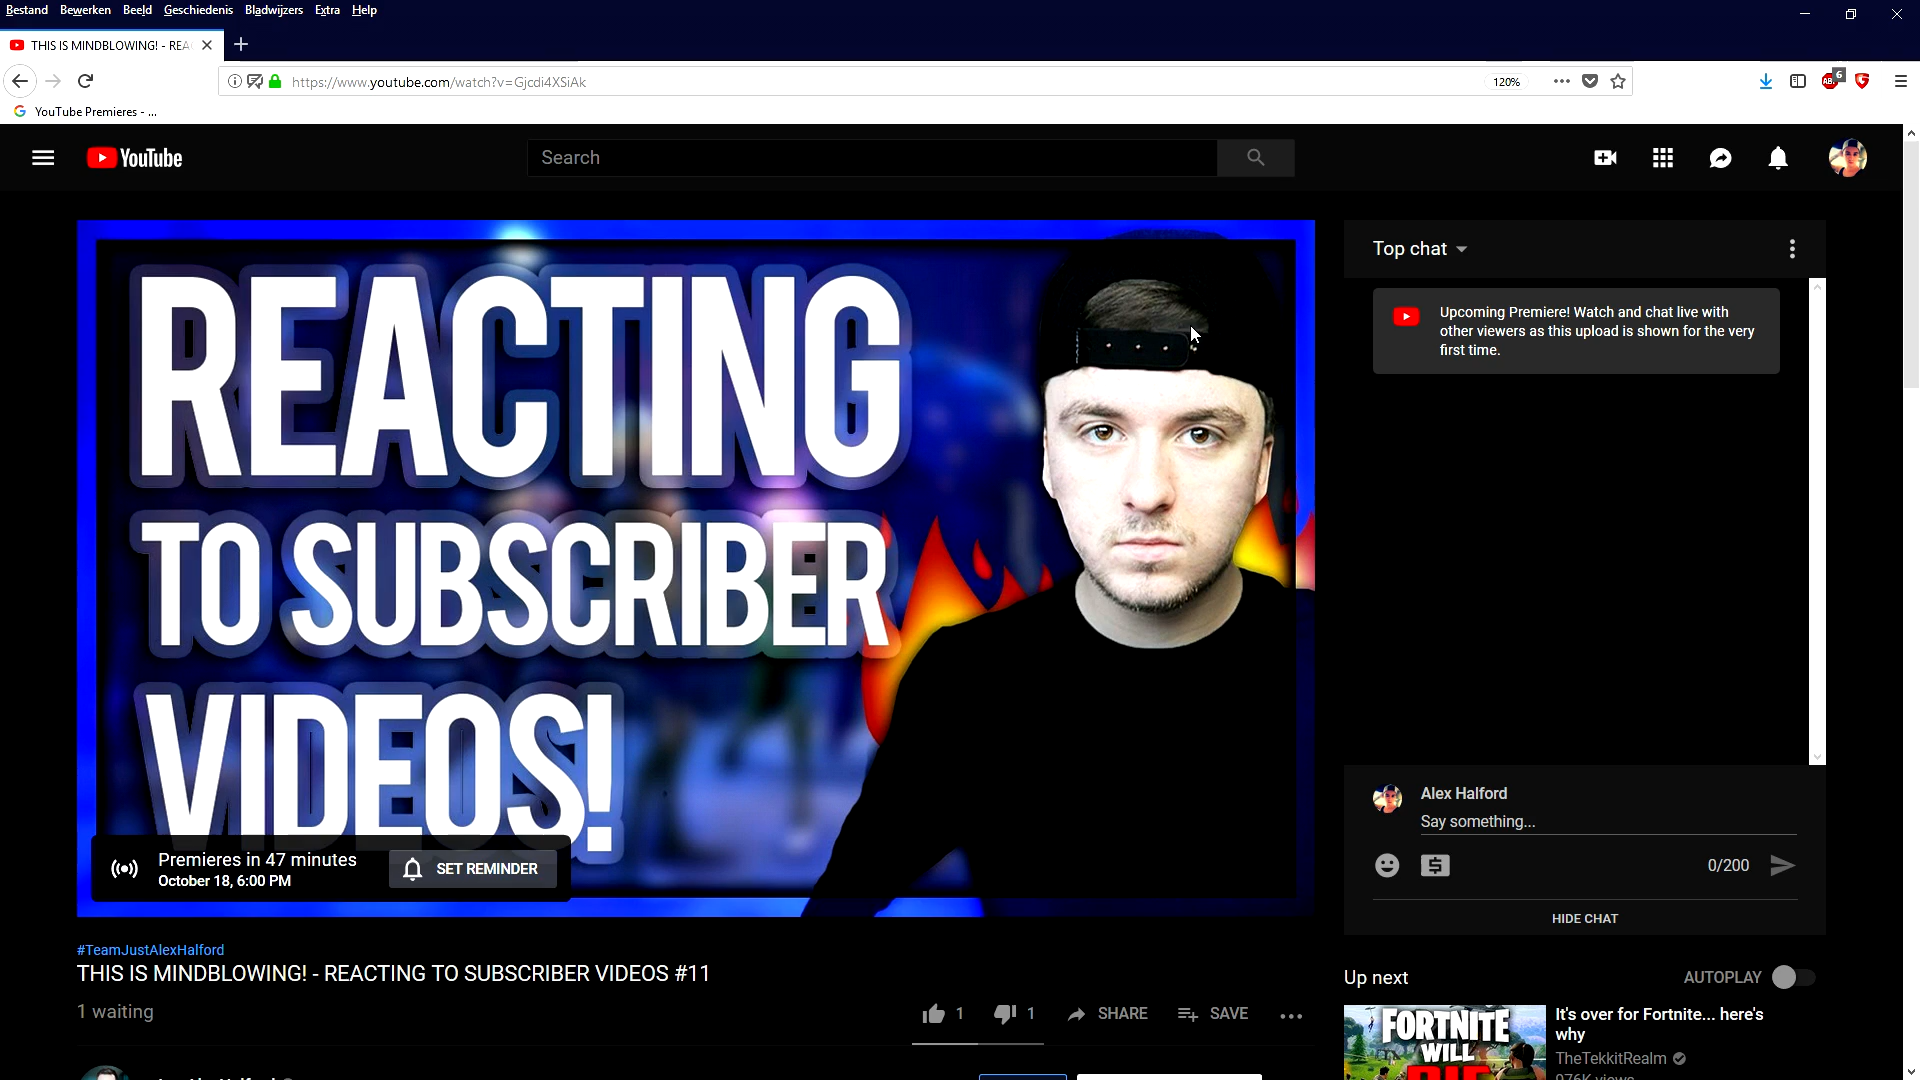 Bestand Bewerken Beeld Geschiedenis Bladwijzers Extra Help
THIS IS MINDBLOWING! - REA
https://www.youtube.com/watch?v=Gjcdi4XSiAk
120%
6
YouTube Premieres - ...
YouTube
Search
REACTING
TO SUBSCRIBER
VIDEOS!
Premieres in 47 minutes
October 18, 6:00 PM
SET REMINDER
Top chat
Upcoming Premiere! Watch and chat live with
other viewers as this upload is shown for the very
first time.
Alex Halford
Say something...
0/200
HIDE CHAT
#TeamJustAlexHalford
THIS IS MINDBLOWING! - REACTING TO SUBSCRIBER VIDEOS #11
1 waiting
1 1 SHARE SAVE
Up next
AUTOPLAY
FORTNITE
WILL
DIE
It's over for Fortnite... here's
why
TheTekkitRealm
976K views